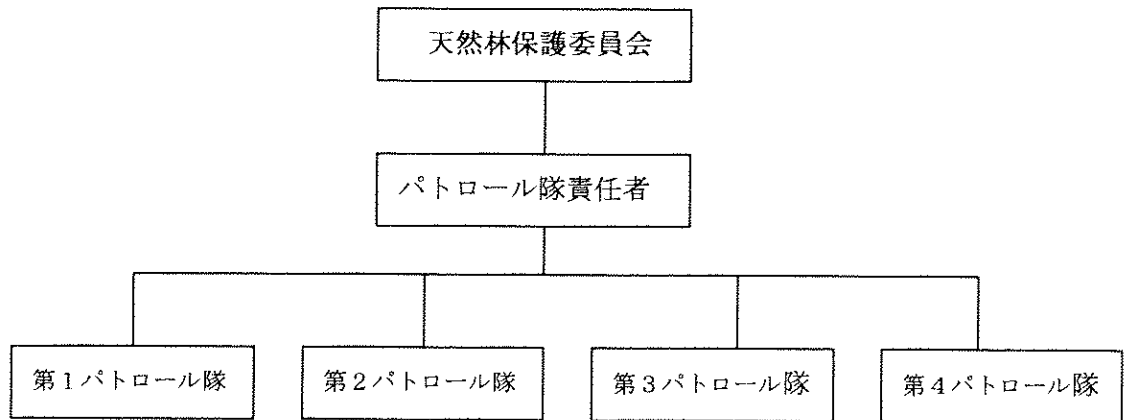 天然林保護委員会
パトロール隊責任者
第1パトロール隊
第2パトロール隊
第3パトロール隊
第4パトロール隊